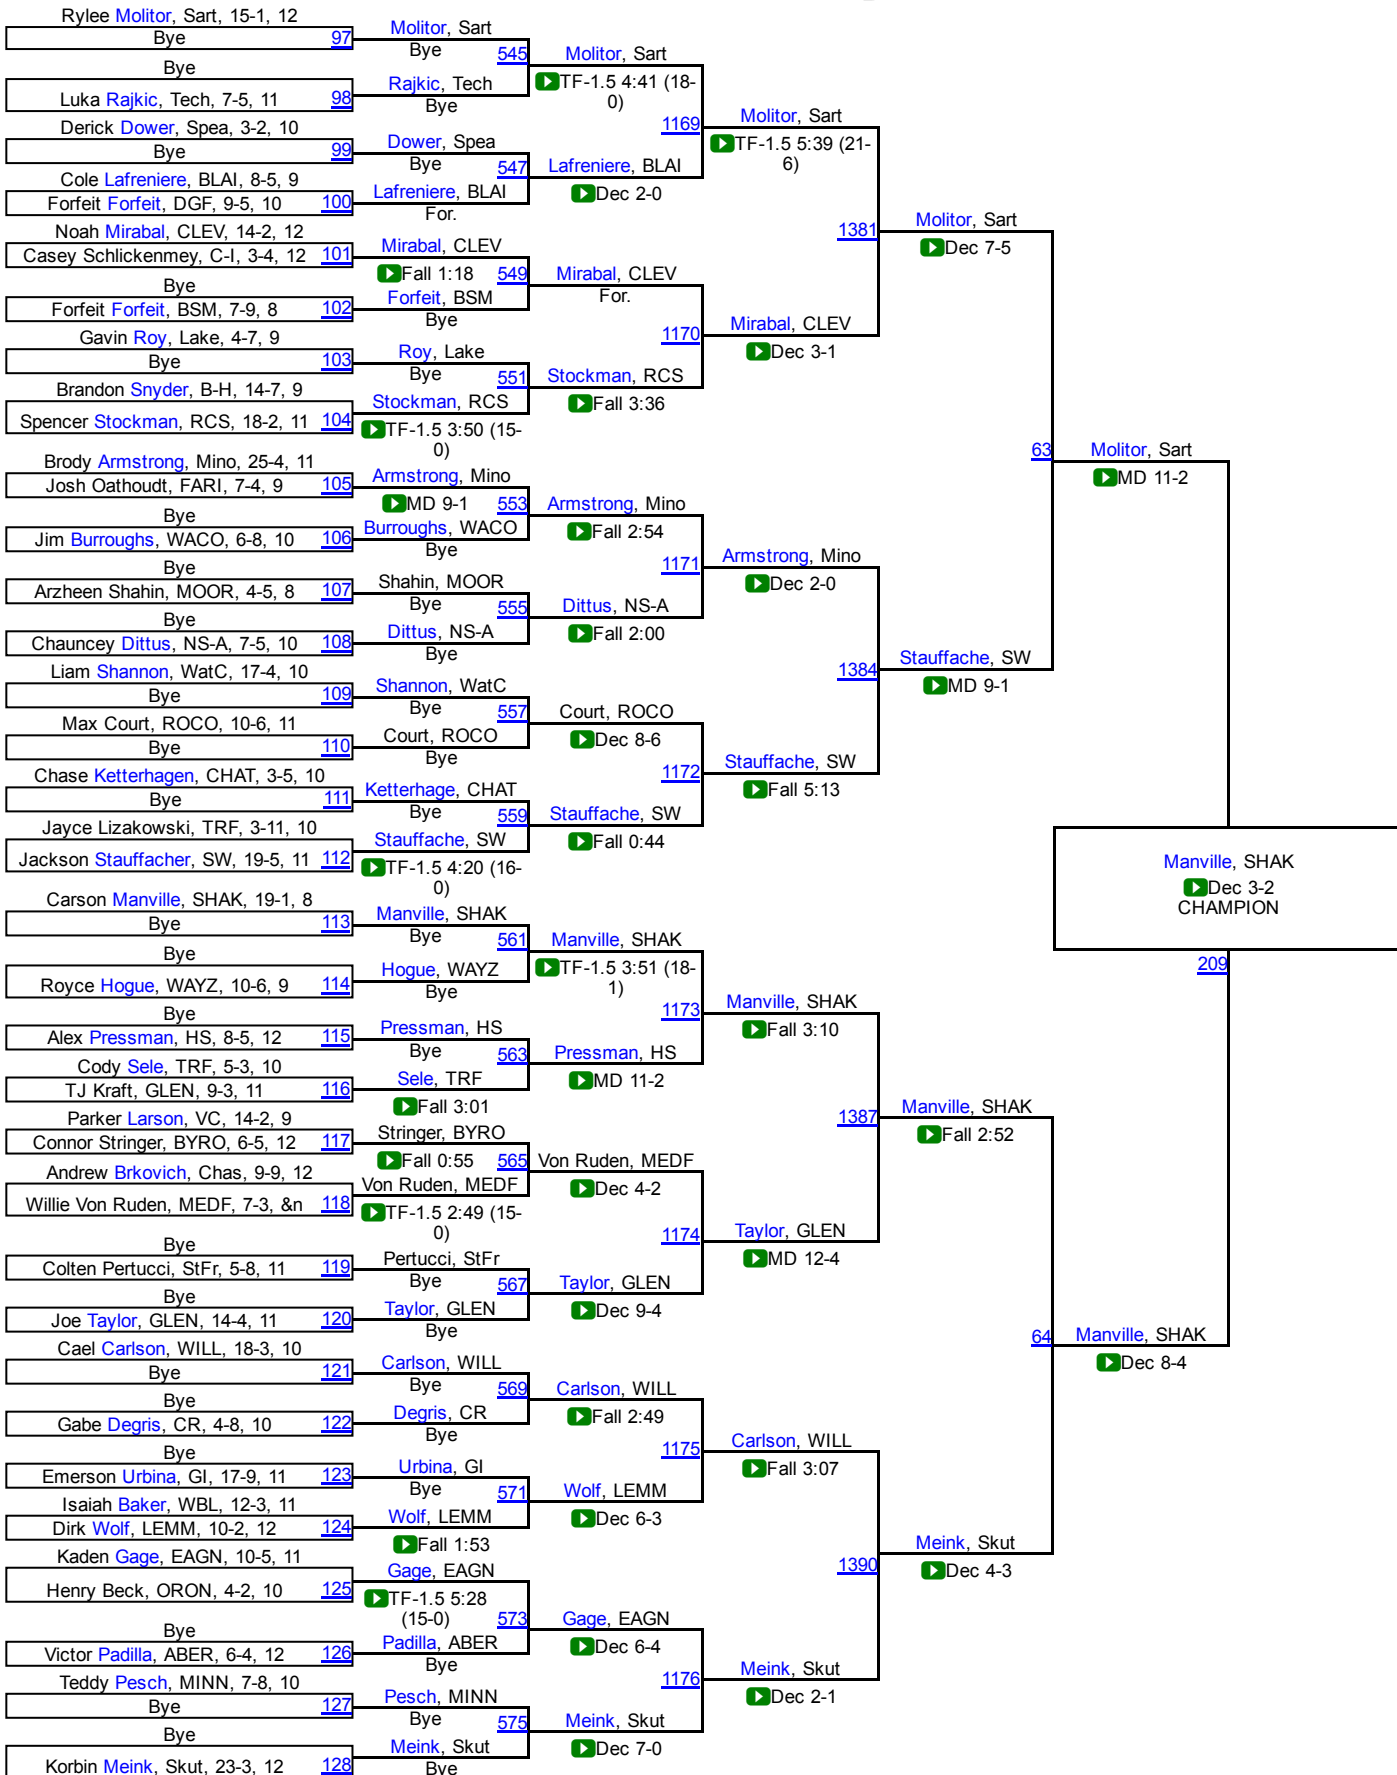 Rylee Molitor, Sart, 15-1, 12
Bye 97
Bye
Luka Rajkic, Tech, 7-5, 11 98
Derick Dower, Spea, 3-2, 10
Bye 99
Cole Lafreniere, BLAI, 8-5, 9
Forfeit Forfeit, DGF, 9-5, 10 100
Noah Mirabal, CLEV, 14-2, 12
Casey Schlickenmey, C-I, 3-4, 12 101
Bye
Forfeit Forfeit, BSM, 7-9, 8 102
Gavin Roy, Lake, 4-7, 9
Bye 103
Brandon Snyder, B-H, 14-7, 9
Spencer Stockman, RCS, 18-2, 11 104
Brody Armstrong, Mino, 25-4, 11
Josh Oathoudt, FARI, 7-4, 9 105
Bye
Jim Burroughs, WACO, 6-8, 10 106
Bye
Arzheen Shahin, MOOR, 4-5, 8 107
Bye
Chauncey Dittus, NS-A, 7-5, 10 108
Liam Shannon, WatC, 17-4, 10
Bye 109
Max Court, ROCO, 10-6, 11
Bye 110
Chase Ketterhagen, CHAT, 3-5, 10
Bye 111
Jayce Lizakowski, TRF, 3-11, 10
Jackson Stauffacher, SW, 19-5, 11 112
Carson Manville, SHAK, 19-1, 8
Bye 113
Bye
Royce Hogue, WAYZ, 10-6, 9 114
Bye
Alex Pressman, HS, 8-5, 12 115
Cody Sele, TRF, 5-3, 10
TJ Kraft, GLEN, 9-3, 11 116
Parker Larson, VC, 14-2, 9
Connor Stringer, BYRO, 6-5, 12 117
Andrew Brkovich, Chas, 9-9, 12
Willie Von Ruden, MEDF, 7-3, &n 118
Bye
Colten Pertucci, StFr, 5-8, 11 119
Bye
Joe Taylor, GLEN, 14-4, 11 120
Cael Carlson, WILL, 18-3, 10
Bye 121
Bye
Gabe Degris, CR, 4-8, 10 122
Bye
Emerson Urbina, GI, 17-9, 11 123
Isaiah Baker, WBL, 12-3, 11
Dirk Wolf, LEMM, 10-2, 12 124
Kaden Gage, EAGN, 10-5, 11
Henry Beck, ORON, 4-2, 10 125
Bye
Victor Padilla, ABER, 6-4, 12 126
Teddy Pesch, MINN, 7-8, 10
Bye 127
Bye
Korbin Meink, Skut, 23-3, 12 128
Molitor, Sart
Bye 545
Rajkic, Tech
Bye
Dower, Spea
Bye 547
Lafreniere, BLAI
For.
Mirabal, CLEV
Fall 1:18 549
Forfeit, BSM
Bye
Roy, Lake
Bye 551
Stockman, RCS
TF-1.5 3:50 (15-
0)
Armstrong, Mino
MD 9-1 553
Burroughs, WACO
Bye
Shahin, MOOR
Bye 555
Dittus, NS-A
Bye
Shannon, WatC
Bye 557
Court, ROCO
Bye
Ketterhage, CHAT
Bye 559
Stauffache, SW
TF-1.5 4:20 (16-
0)
Manville, SHAK
Bye 561
Hogue, WAYZ
Bye
Pressman, HS
Bye 563
Sele, TRF
Fall 3:01
Stringer, BYRO
Fall 0:55 565
Von Ruden, MEDF
TF-1.5 2:49 (15-
0)
Pertucci, StFr
Bye 567
Taylor, GLEN
Bye
Carlson, WILL
Bye 569
Degris, CR
Bye
Urbina, GI
Bye 571
Wolf, LEMM
Fall 1:53
Gage, EAGN
TF-1.5 5:28
(15-0) 573
Padilla, ABER
Bye
Pesch, MINN
Bye 575
Meink, Skut
Bye
Molitor, Sart
TF-1.5 4:41 (18-
0)
1169
Lafreniere, BLAI
Dec 2-0
Mirabal, CLEV
For.
1170
Stockman, RCS
Fall 3:36
Armstrong, Mino
Fall 2:54
1171
Dittus, NS-A
Fall 2:00
Court, ROCO
Dec 8-6
1172
Stauffache, SW
Fall 0:44
Manville, SHAK
TF-1.5 3:51 (18-
1)
1173
Pressman, HS
MD 11-2
Von Ruden, MEDF
Dec 4-2
1174
Taylor, GLEN
Dec 9-4
Carlson, WILL
Fall 2:49
1175
Wolf, LEMM
Dec 6-3
Gage, EAGN
Dec 6-4
1176
Meink, Skut
Dec 7-0
Molitor, Sart
TF-1.5 5:39 (21-
6)
1381
Mirabal, CLEV
Dec 3-1
Armstrong, Mino
Dec 2-0
1384
Stauffache, SW
Fall 5:13
Manville, SHAK
Fall 3:10
1387
Taylor, GLEN
MD 12-4
Carlson, WILL
Fall 3:07
1390
Meink, Skut
Dec 2-1
Molitor, Sart
Dec 7-5
63
Stauffache, SW
MD 9-1
Manville, SHAK
Fall 2:52
64
Meink, Skut
Dec 4-3
Molitor, Sart
MD 11-2
Manville, SHAK
Dec 8-4
Manville, SHAK
Dec 3-2
CHAMPION
209